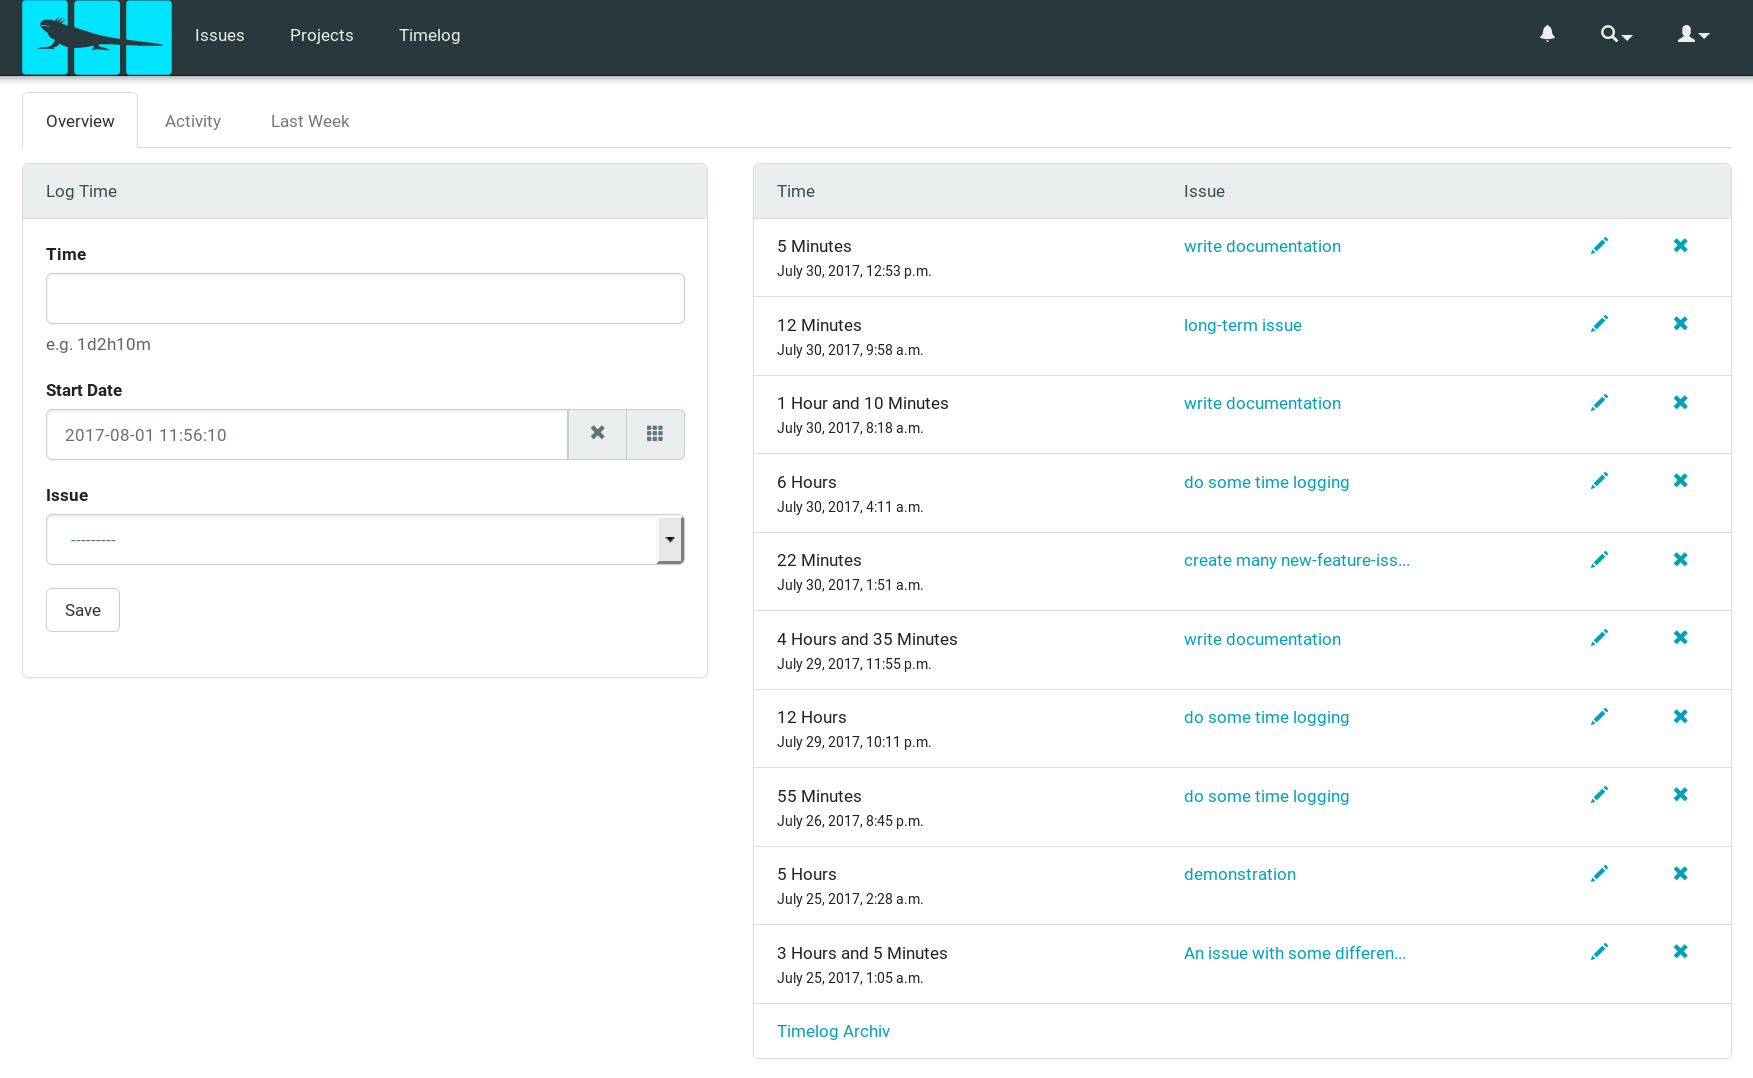 Issues Projects Timelog
Overview Activity Last Week
Log Time
Time
e.g. 1d2h10m
Start Date
2017-08-01 11:56:10
Issue
---------
Save
Time Issue
5 Minutes write documentation
July 30, 2017, 12:53 p.m.
12 Minutes long-term issue
July 30, 2017, 9:58 a.m.
1 Hour and 10 Minutes write documentation
July 30, 2017, 8:18 a.m.
6 Hours do some time logging
July 30, 2017, 4:11 a.m.
22 Minutes create many new-feature-iss...
July 30, 2017, 1:51 a.m.
4 Hours and 35 Minutes write documentation
July 29, 2017, 11:55 p.m.
12 Hours do some time logging
July 29, 2017, 10:11 p.m.
55 Minutes do some time logging
July 26, 2017, 8:45 p.m.
5 Hours demonstration
July 25, 2017, 2:28 a.m.
3 Hours and 5 Minutes An issue with some differen...
July 25, 2017, 1:05 a.m.
Timelog Archiv